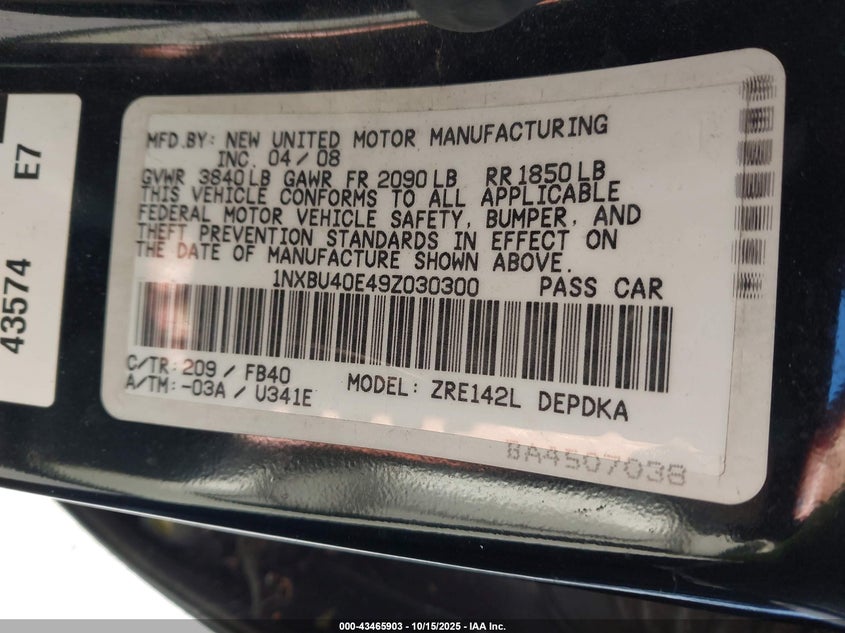 MFD.BY: NEW UNITED MOTOR MANUFACTURING
INC. 04/08
GVWR 3840LB GAWR FR 2090LB RR1850LB
THIS VEHICLE CONFORMS TO ALL APPLICABLE
FEDERAL MOTOR VEHICLE SAFETY, BUMPER, AND
THEFT PREVENTION STANDARDS IN EFFECT ON
THE DATE OF MANUFACTURE SHOWN ABOVE.
1NXBU40E49Z030300 PASS CAR
C/TR: 209 / FB40
A/TM: -03A / U341E
MODEL: ZRE142L DEPDKA
8A4507038
43574 E7
000-43465903 - 10/15/2025 - IAA Inc.